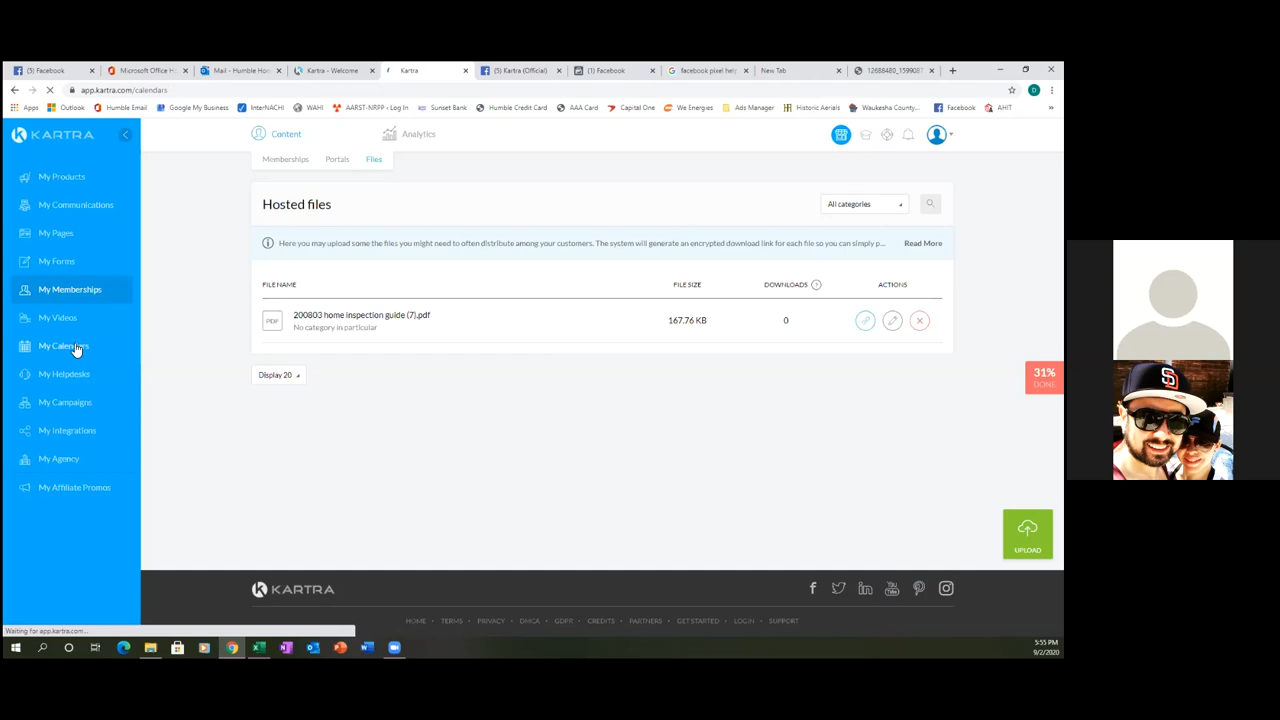 (5) Facebook
Microsoft Office H
Mail - Humble Ho
Kartra - Welcome
Kartra
(5) Kartra (Official)
(1) Facebook
facebook pixel help
New Tab
12688480_159908
app.kartra.com/calendars
Apps
Outlook
Humble Email
Google My Business
InterNACHI
WAHI
AARST-NRPP › Log In
Sunset Bank
Humble Credit Card
AAA Card
Capital One
We Energies
Ads Manager
Historic Aerials
Waukesha County...
Facebook
AHIT
»
KARTRA
Content
Analytics
D
My Products
My Communications
My Pages
My Forms
My Memberships
My Videos
My Calendars
My Helpdesks
My Campaigns
My Integrations
My Agency
My Affiliate Promos
Memberships
Portals
Files
Hosted files
All categories
Here you may upload some the files you might need to often distribute among your customers. The system will generate an encrypted download link for each file so you can simply p...
Read More
FILE NAME
FILE SIZE
DOWNLOADS ?
ACTIONS
PDF
200803 home inspection guide (7).pdf
No category in particular
167.76 KB
0
Display 20
31%
DONE
UPLOAD
KARTRA
HOME
TERMS
PRIVACY
DMCA
GDPR
CREDITS
PARTNERS
GET STARTED
LOGIN
SUPPORT
Waiting for app.kartra.com...
5:55 PM
9/2/2020